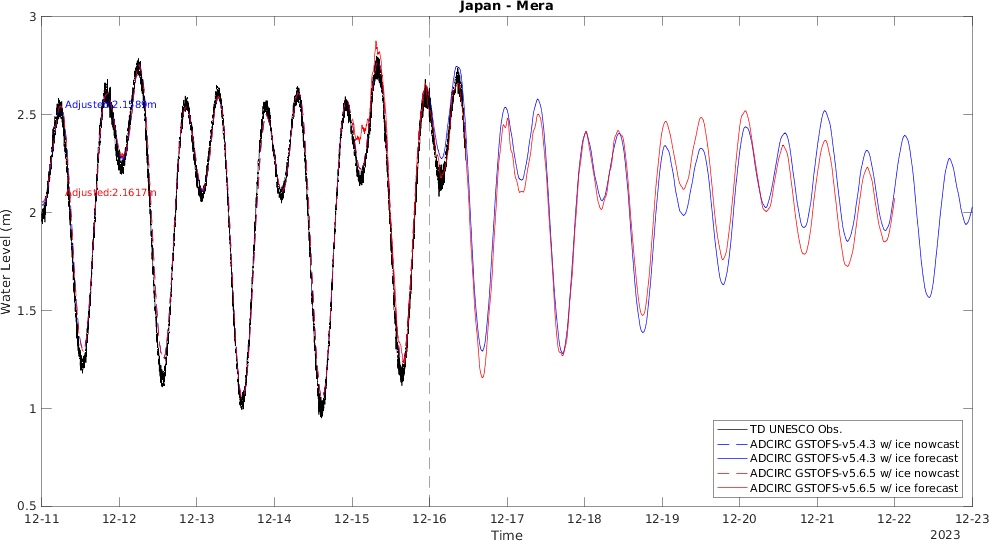 Japan - Mera
3
2.5
2
1.5
1
0.5
Water Level (m)
Adjusted:2.1589m
Adjusted:2.1617m
TD UNESCO Obs.
ADCIRC GSTOFS-v5.4.3 w/ ice nowcast
ADCIRC GSTOFS-v5.4.3 w/ ice forecast
ADCIRC GSTOFS-v5.6.5 w/ ice nowcast
ADCIRC GSTOFS-v5.6.5 w/ ice forecast
12-11 12-12 12-13 12-14 12-15 12-16 12-17 12-18 12-19 12-20 12-21 12-22 12-23
Time
2023